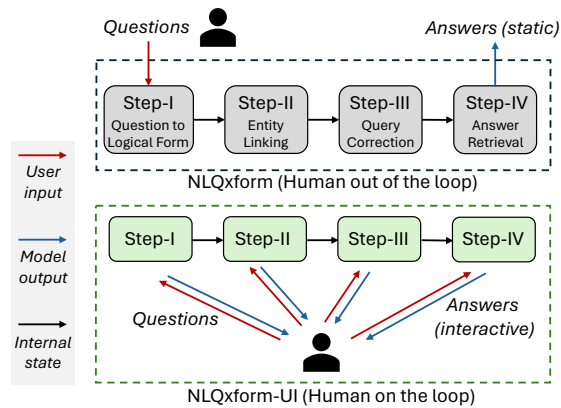 Questions
Answers (static)
Step-I
Question to
Logical Form
Step-II
Entity
Linking
Step-III
Query
Correction
Step-IV
Answer
Retrieval
NLQxform (Human out of the loop)
User
input
Model
output
Internal
state
Step-I
Step-II
Step-III
Step-IV
Questions
Answers
(interactive)
NLQxform-UI (Human on the loop)